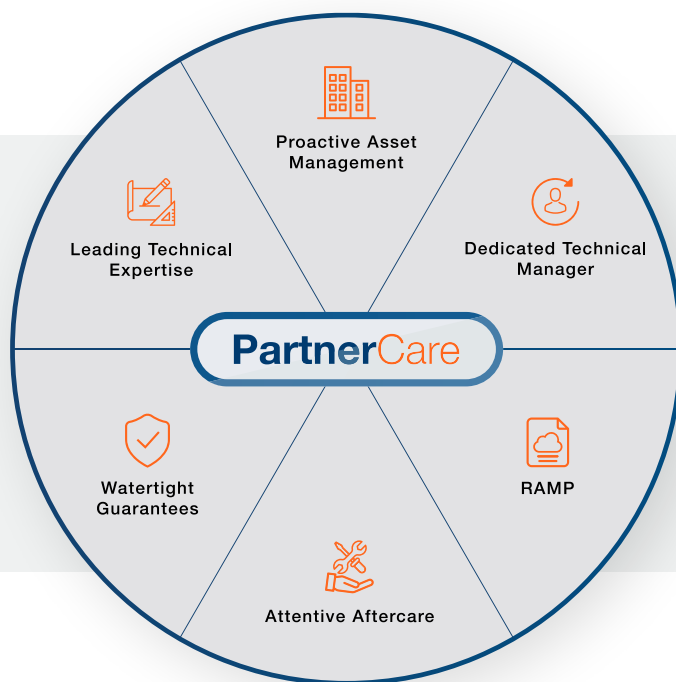 Proactive Asset
Management
Leading Technical
Expertise
Dedicated Technical
Manager
PartnerCare
Watertight
Guarantees
RAMP
Attentive Aftercare